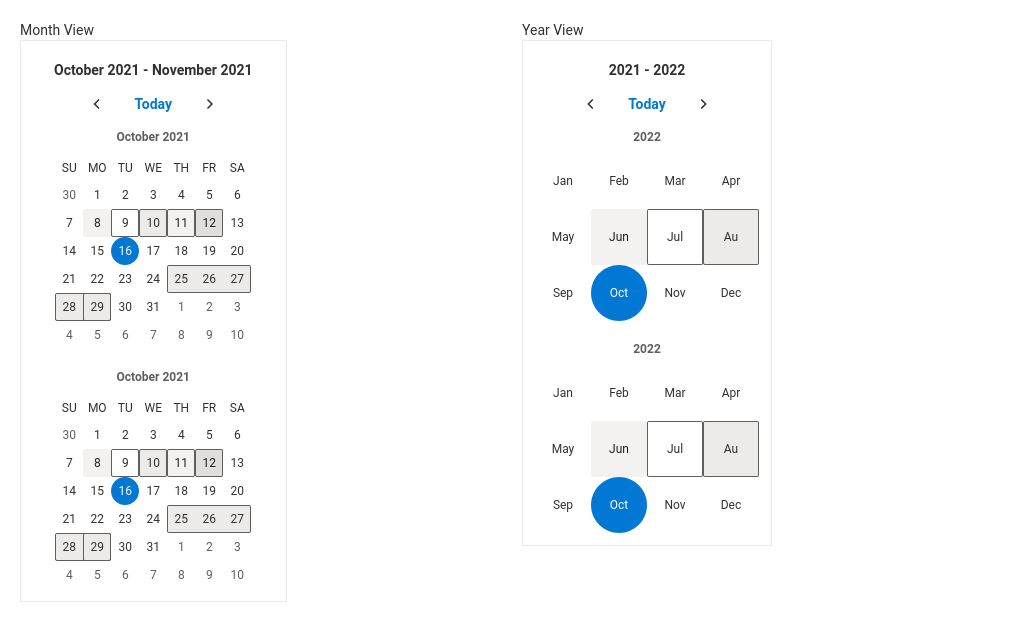 Month View
October 2021 - November 2021
Today
October 2021
SU MO TU WE TH FR SA
30 1 2 3 4 5 6
7 8 9 10 11 12 13
14 15 16 17 18 19 20
21 22 23 24 25 26 27
28 29 30 31 1 2 3
4 5 6 7 8 9 10
October 2021
SU MO TU WE TH FR SA
30 1 2 3 4 5 6
7 8 9 10 11 12 13
14 15 16 17 18 19 20
21 22 23 24 25 26 27
28 29 30 31 1 2 3
4 5 6 7 8 9 10
Year View
2021 - 2022
Today
2022
Jan Feb Mar Apr
May Jun Jul Au
Sep Oct Nov Dec
2022
Jan Feb Mar Apr
May Jun Jul Au
Sep Oct Nov Dec